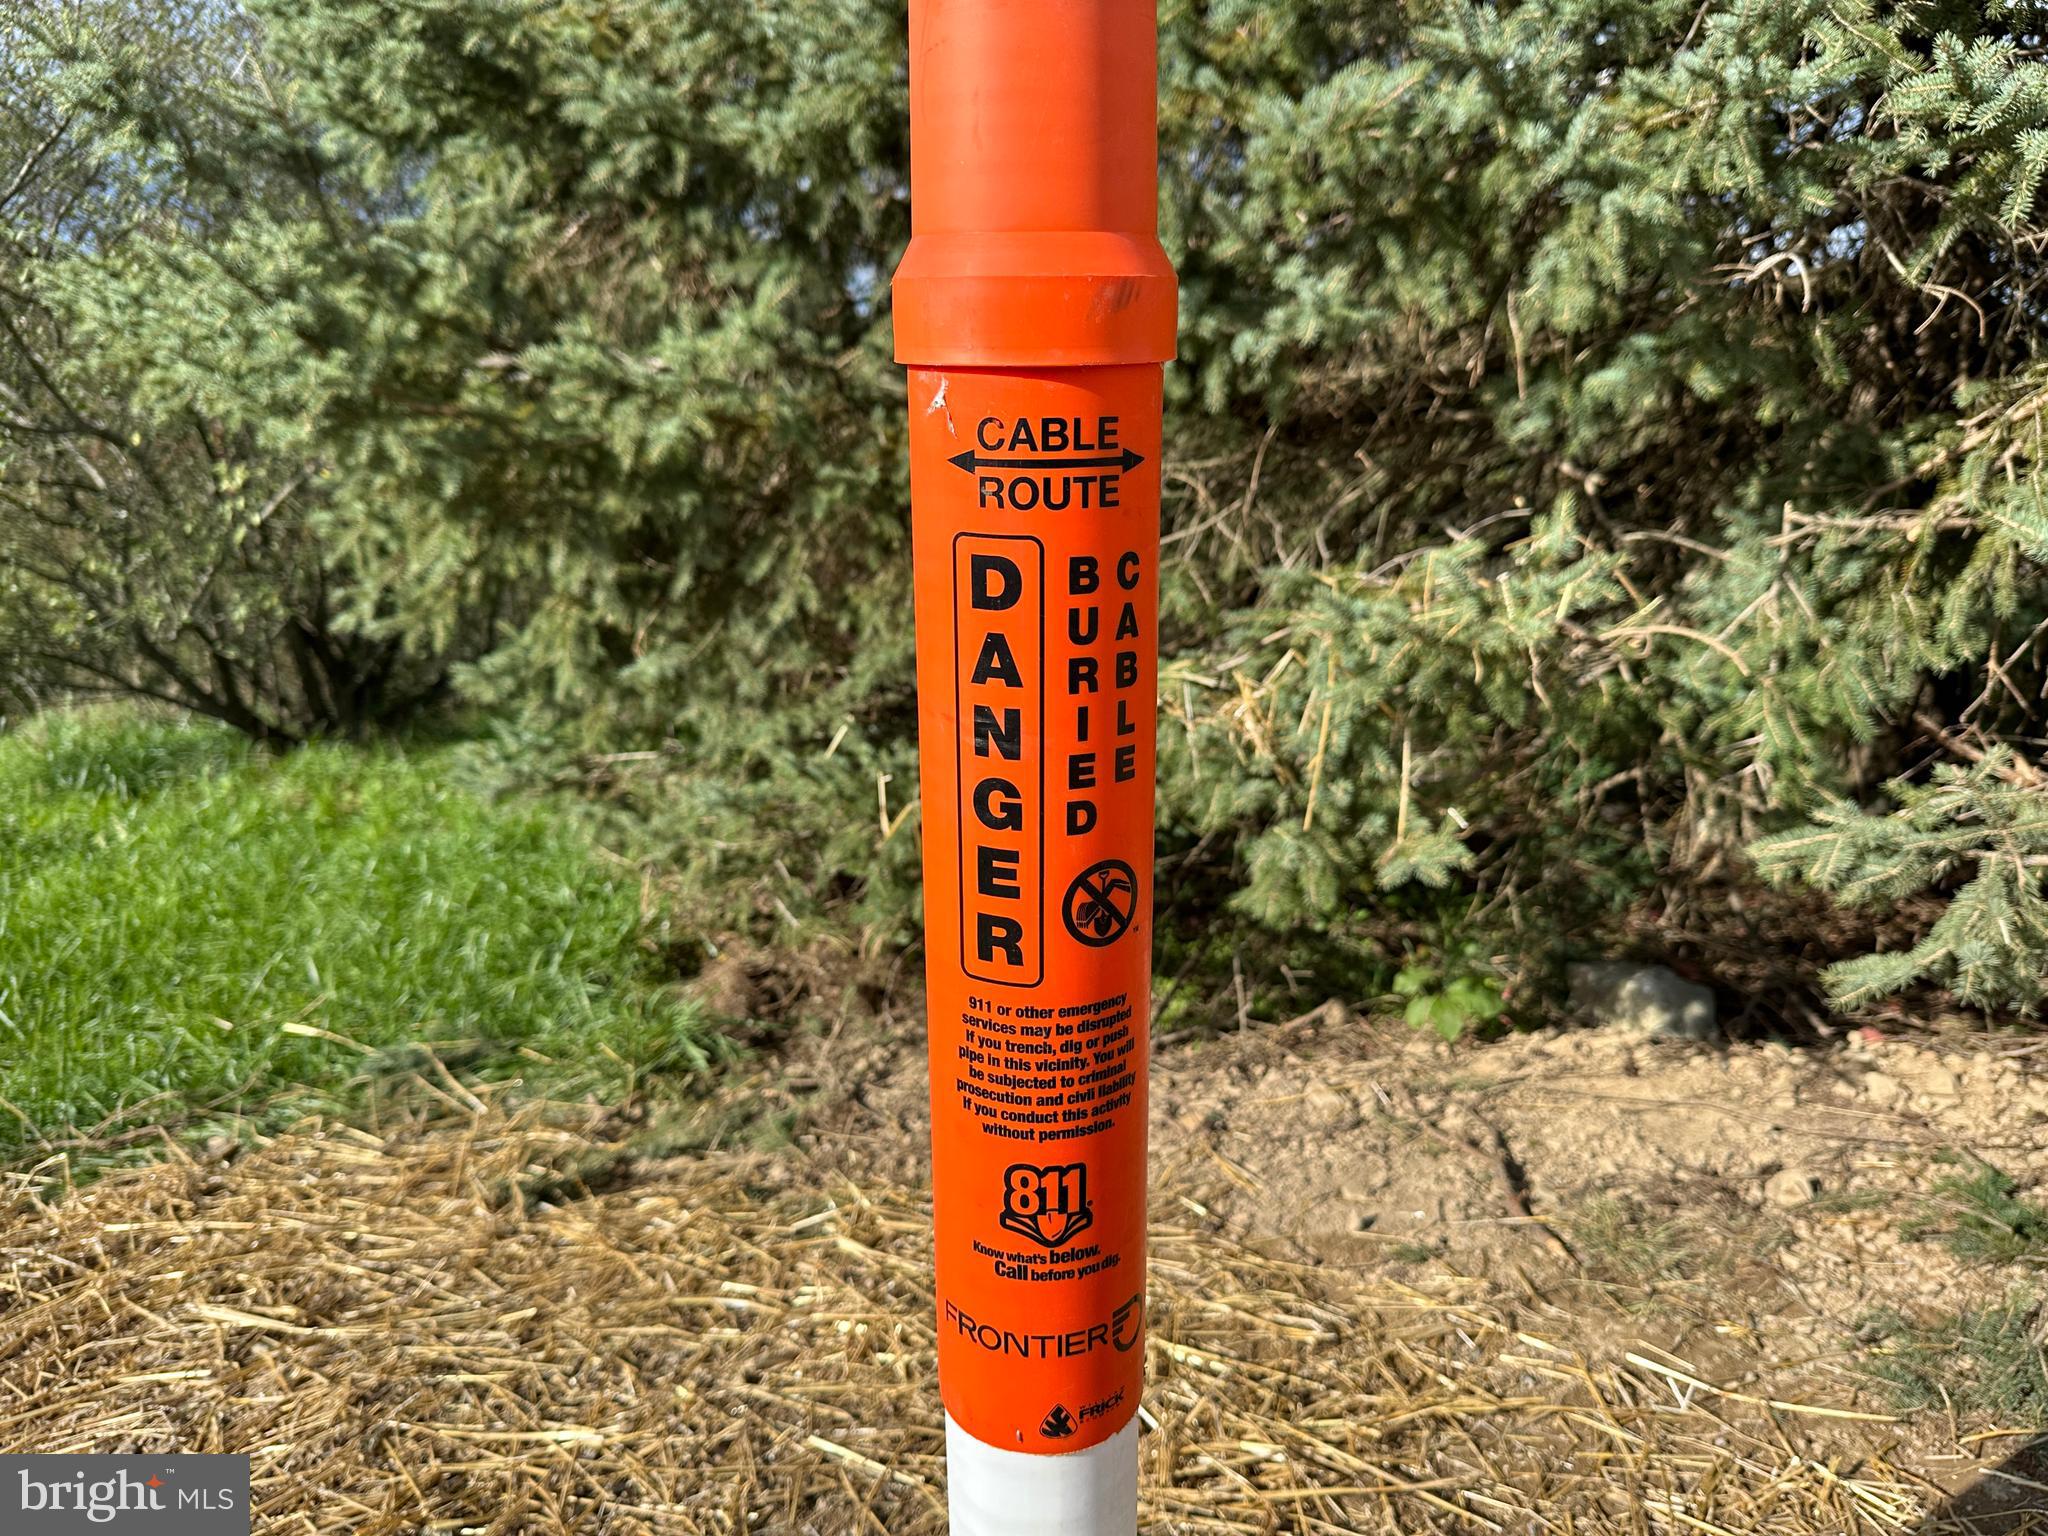 CABLE
ROUTE
DANGER
BURIED
CABLE
911 or other emergency
services may be disrupted
if you trench, dig or push
pipe in this vicinity. You will
be subjected to criminal
prosecution and civil liability
if you conduct this activity
without permission.
811
Know what's below.
Call before you dig.
FRONTIER
FRICK
bright™ MLS